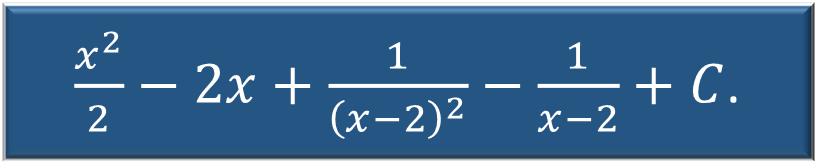 x²/2 − 2x + 1/(x−2)² − 1/(x−2) + C.